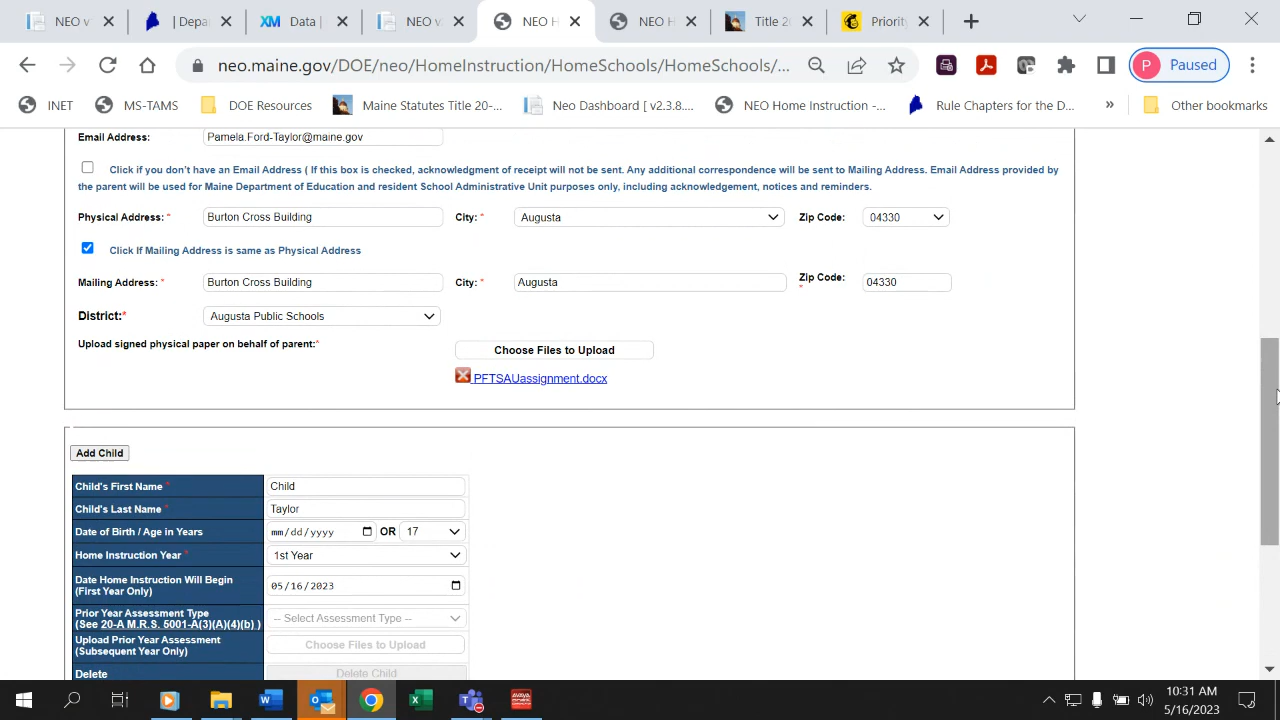 NEO v
| Depa
Data |
NEO v.
NEO H
NEO H
Title 20
Priority
neo.maine.gov/DOE/neo/HomeInstruction/HomeSchools/HomeSchools/...
P Paused
INET
MS-TAMS
DOE Resources
Maine Statutes Title 20-...
Neo Dashboard [ v2.3.8....
NEO Home Instruction -...
Rule Chapters for the D...
»
Other bookmarks
Email Address: Pamela.Ford-Taylor@maine.gov
Click if you don't have an Email Address ( If this box is checked, acknowledgment of receipt will not be sent. Any additional correspondence will be sent to Mailing Address. Email Address provided by
the parent will be used for Maine Department of Education and resident School Administrative Unit purposes only, including acknowledgement, notices and reminders.
Physical Address: * Burton Cross Building City: * Augusta Zip Code: 04330
Click If Mailing Address is same as Physical Address
Mailing Address: * Burton Cross Building City: * Augusta Zip Code: * 04330
District:* Augusta Public Schools
Upload signed physical paper on behalf of parent:* Choose Files to Upload
PFTSAUassignment.docx
Add Child
Child's First Name * Child
Child's Last Name * Taylor
Date of Birth / Age in Years mm/dd/yyyy OR 17
Home Instruction Year * 1st Year
Date Home Instruction Will Begin
(First Year Only) 05/16/2023
Prior Year Assessment Type
(See 20-A M.R.S. 5001-A(3)(A)(4)(b) ) -- Select Assessment Type --
Upload Prior Year Assessment
(Subsequent Year Only) Choose Files to Upload
Delete Delete Child
10:31 AM
5/16/2023